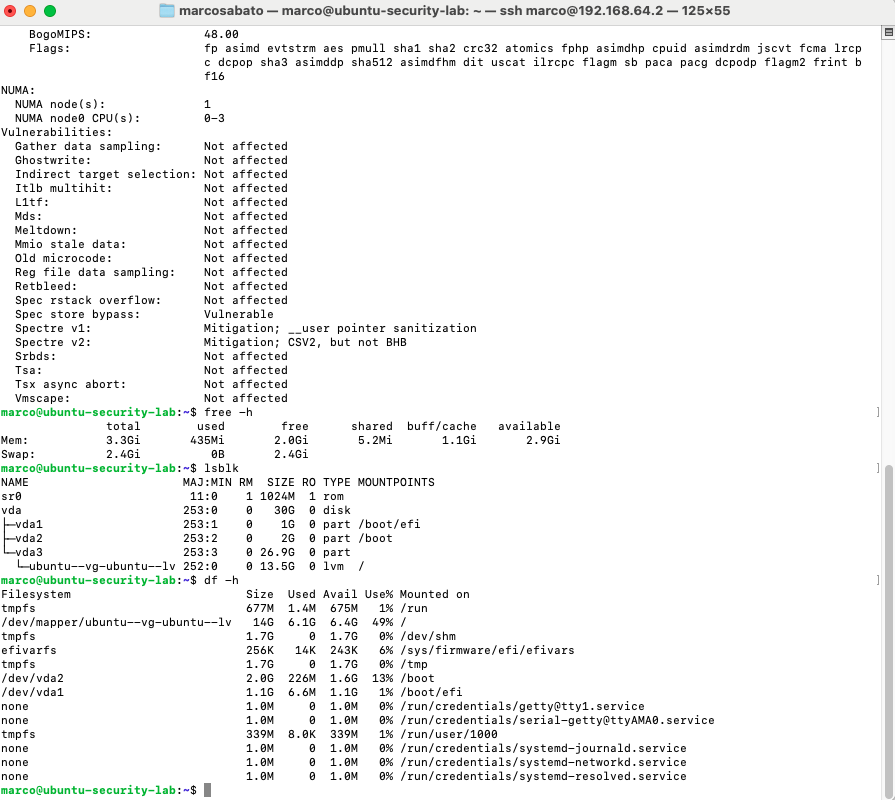 marcosabato — marco@ubuntu-security-lab: ~ — ssh marco@192.168.64.2 — 125×55
    BogoMIPS:                48.00
    Flags:                   fp asimd evtstrm aes pmull sha1 sha2 crc32 atomics fphp asimdhp cpuid asimdrdm jscvt fcma lrcp
                             c dcpop sha3 asimddp sha512 asimdfhm dit uscat ilrcpc flagm sb paca pacg dcpodp flagm2 frint b
                             f16
NUMA:
  NUMA node(s):              1
  NUMA node0 CPU(s):         0-3
Vulnerabilities:
  Gather data sampling:      Not affected
  Ghostwrite:                Not affected
  Indirect target selection: Not affected
  Itlb multihit:             Not affected
  L1tf:                      Not affected
  Mds:                       Not affected
  Meltdown:                  Not affected
  Mmio stale data:           Not affected
  Old microcode:             Not affected
  Reg file data sampling:    Not affected
  Retbleed:                  Not affected
  Spec rstack overflow:      Not affected
  Spec store bypass:         Vulnerable
  Spectre v1:                Mitigation; __user pointer sanitization
  Spectre v2:                Mitigation; CSV2, but not BHB
  Srbds:                     Not affected
  Tsa:                       Not affected
  Tsx async abort:           Not affected
  Vmscape:                   Not affected
marco@ubuntu-security-lab:~$ free -h
               total        used        free      shared  buff/cache   available
Mem:           3.3Gi       435Mi       2.0Gi       5.2Mi       1.1Gi       2.9Gi
Swap:          2.4Gi          0B       2.4Gi
marco@ubuntu-security-lab:~$ lsblk
NAME                      MAJ:MIN RM  SIZE RO TYPE MOUNTPOINTS
sr0                        11:0    1 1024M  1 rom
vda                       253:0    0   30G  0 disk
├─vda1                    253:1    0    1G  0 part /boot/efi
├─vda2                    253:2    0    2G  0 part /boot
└─vda3                    253:3    0 26.9G  0 part
  └─ubuntu--vg-ubuntu--lv 252:0    0 13.5G  0 lvm  /
marco@ubuntu-security-lab:~$ df -h
Filesystem                         Size  Used Avail Use% Mounted on
tmpfs                              677M  1.4M  675M   1% /run
/dev/mapper/ubuntu--vg-ubuntu--lv   14G  6.1G  6.4G  49% /
tmpfs                              1.7G     0  1.7G   0% /dev/shm
efivarfs                           256K   14K  243K   6% /sys/firmware/efi/efivars
tmpfs                              1.7G     0  1.7G   0% /tmp
/dev/vda2                          2.0G  226M  1.6G  13% /boot
/dev/vda1                          1.1G  6.6M  1.1G   1% /boot/efi
none                               1.0M     0  1.0M   0% /run/credentials/getty@tty1.service
none                               1.0M     0  1.0M   0% /run/credentials/serial-getty@ttyAMA0.service
tmpfs                              339M  8.0K  339M   1% /run/user/1000
none                               1.0M     0  1.0M   0% /run/credentials/systemd-journald.service
none                               1.0M     0  1.0M   0% /run/credentials/systemd-networkd.service
none                               1.0M     0  1.0M   0% /run/credentials/systemd-resolved.service
marco@ubuntu-security-lab:~$